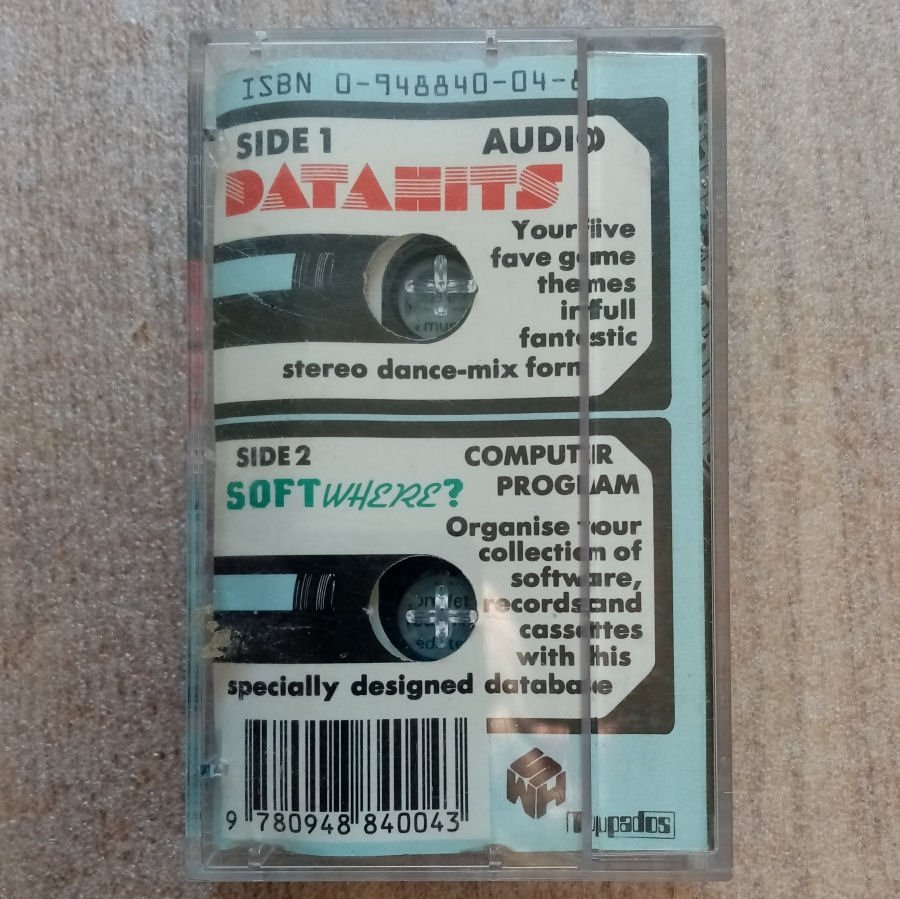 ISBN 0-948840-04-8
SIDE 1 AUDIO
DATAHITS
Your five
fave game
themes
in full
fantastic
stereo dance-mix form
SIDE 2 COMPUTER
SOFTWHERE? PROGRAM
Organise your
collection of
software,
records and
cassettes
with this
specially designed database
9 780948 840043
SWH